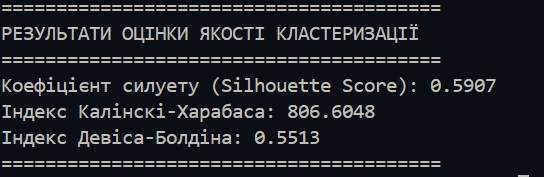 ========================================
РЕЗУЛЬТАТИ ОЦІНКИ ЯКОСТІ КЛАСТЕРИЗАЦІЇ
========================================
Коефіцієнт силуету (Silhouette Score): 0.5907
Індекс Калінскі-Харабаса: 806.6048
Індекс Девіса-Болдіна: 0.5513
========================================